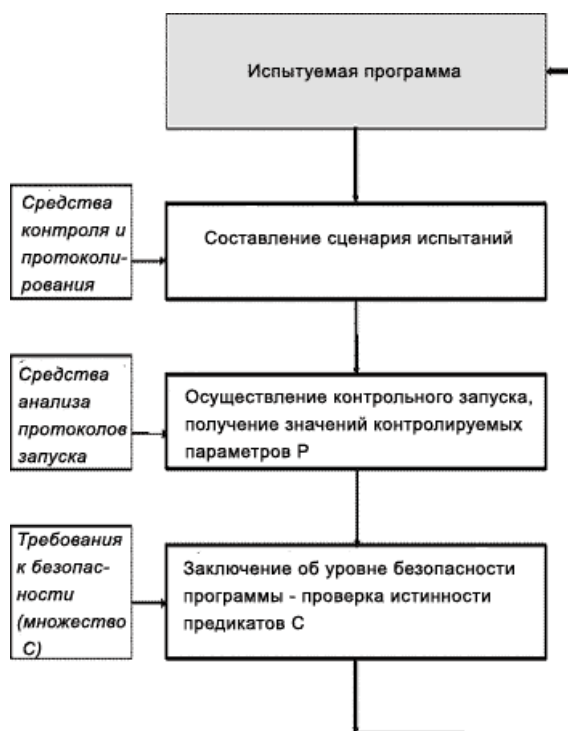 Испытуемая программа
Средства
контроля и
протоколи-
рования
Составление сценария испытаний
Средства
анализа
протоколов
запуска
Осуществление контрольного запуска,
получение значений контролируемых
параметров P
Требования
к безопас-
ности
(множество
C)
Заключение об уровне безопасности
программы - проверка истинности
предикатов C